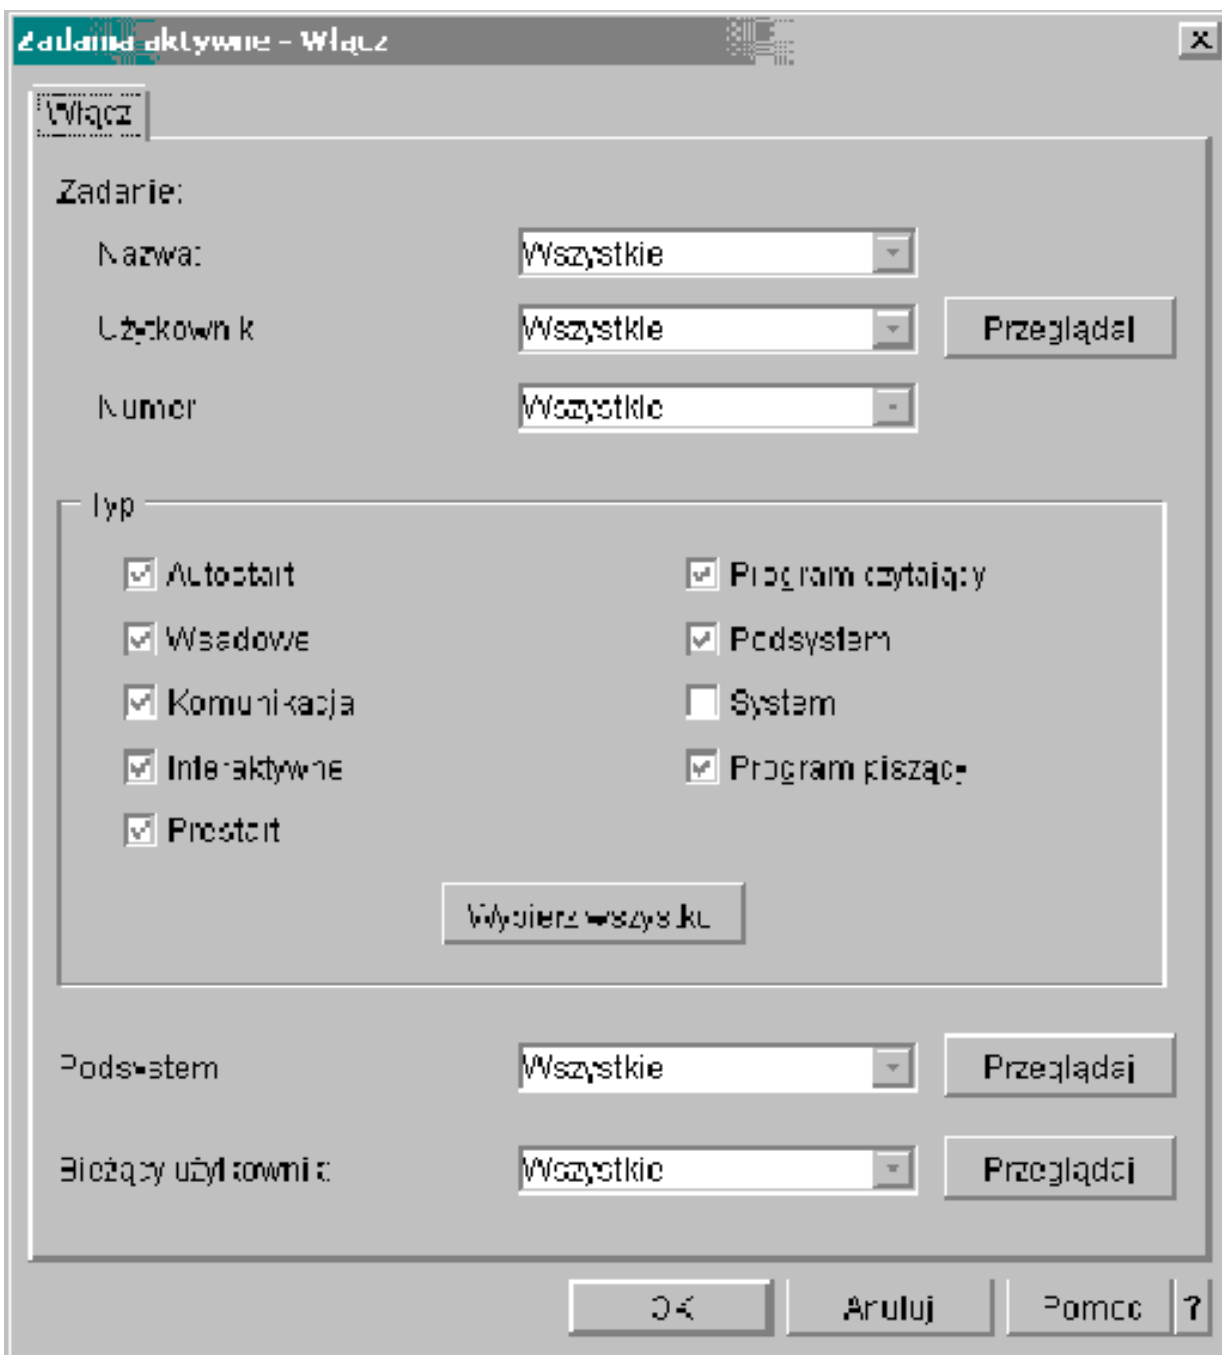 Zadania aktywne - Włącz
Włącz
Zadanie:
Nazwa: Wszystkie
Użytkownik Wszystkie Przeglądaj
Numer Wszystkie
Typ
Autostart Program czytający
Wsadowe Podsystem
Komunikacja System
Interaktywne Program piszący
Prestart
Wybierz wszystko
Podsystem Wszystkie Przeglądaj
Bieżący użytkownik: Wszystkie Przeglądaj
OK Anuluj Pomoc ?